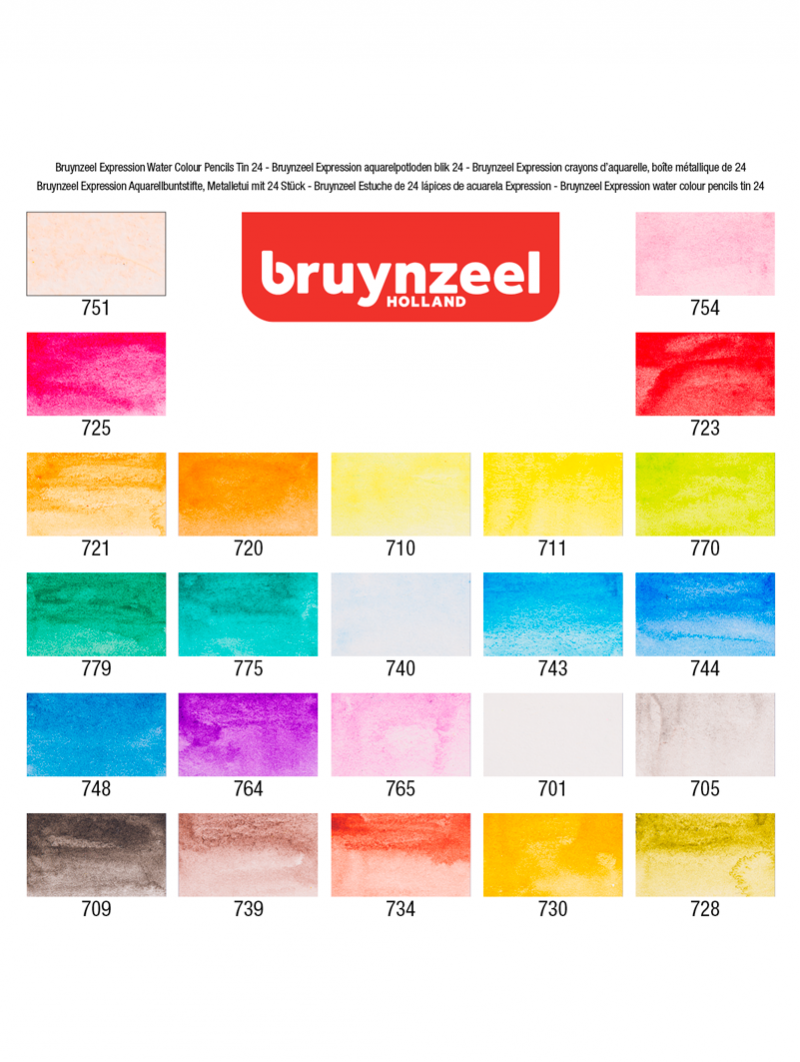 Bruynzeel Expression Water Colour Pencils Tin 24 - Bruynzeel Expression aquarelpotloden blik 24 - Bruynzeel Expression crayons d'aquarelle, boîte métallique de 24
Bruynzeel Expression Aquarellbuntstifte, Metalletui mit 24 Stück - Bruynzeel Estuche de 24 lápices de acuarela Expression - Bruynzeel Expression water colour pencils tin 24
bruynzeel
HOLLAND
751 754
725 723
721 720 710 711 770
779 775 740 743 744
748 764 765 701 705
709 739 734 730 728